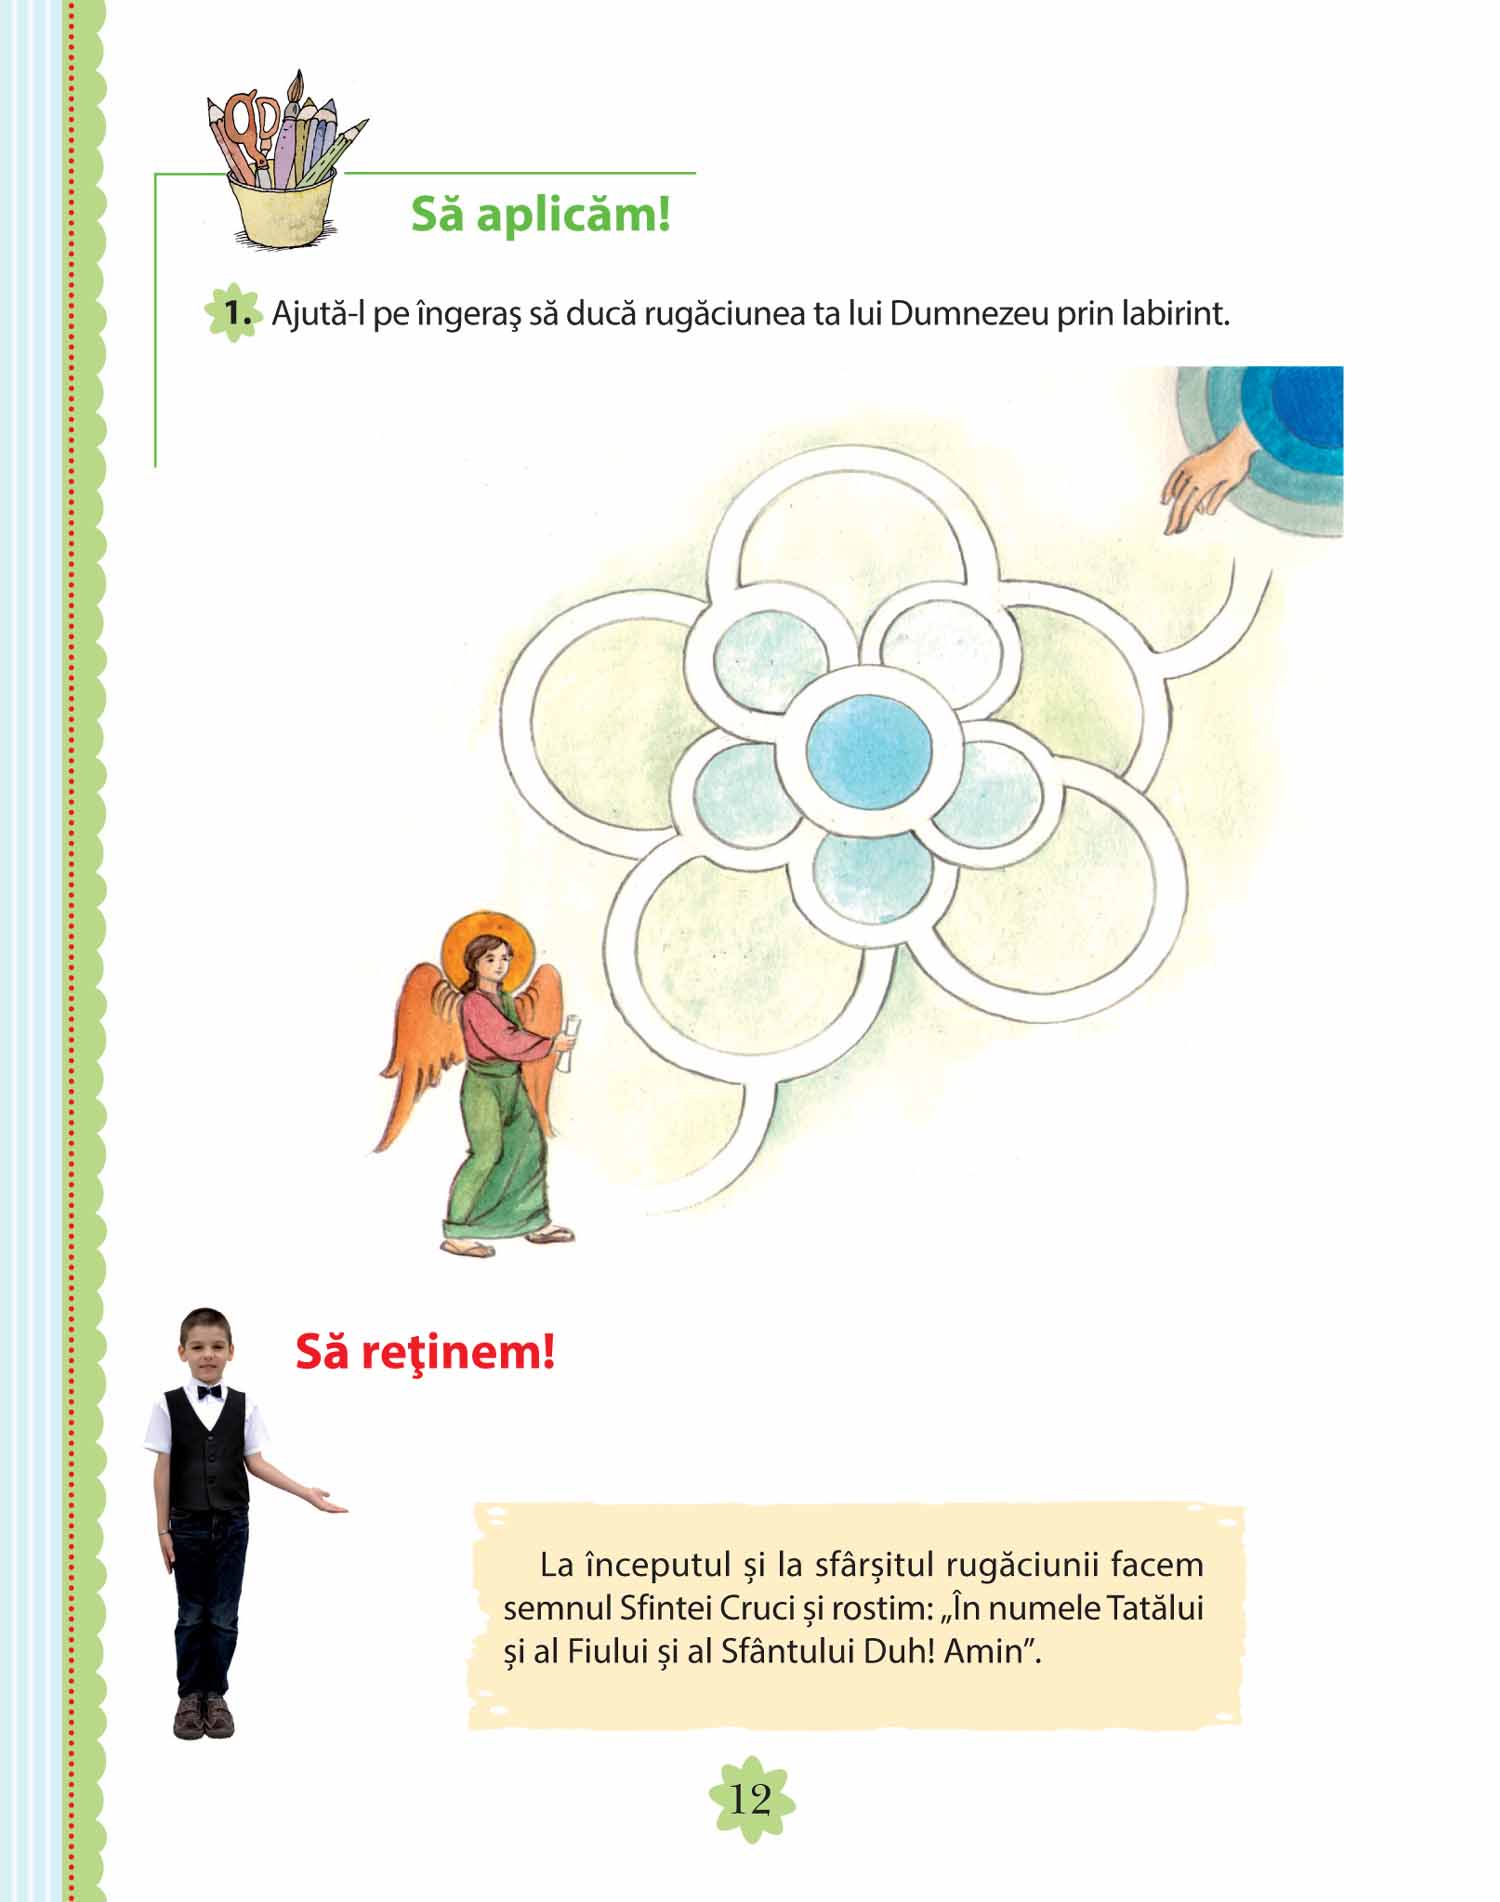 Să aplicăm!
1. Ajută-l pe îngeraş să ducă rugăciunea ta lui Dumnezeu prin labirint.
Să reţinem!
La începutul și la sfârșitul rugăciunii facem
semnul Sfintei Cruci și rostim: „În numele Tatălui
și al Fiului și al Sfântului Duh! Amin”.
12